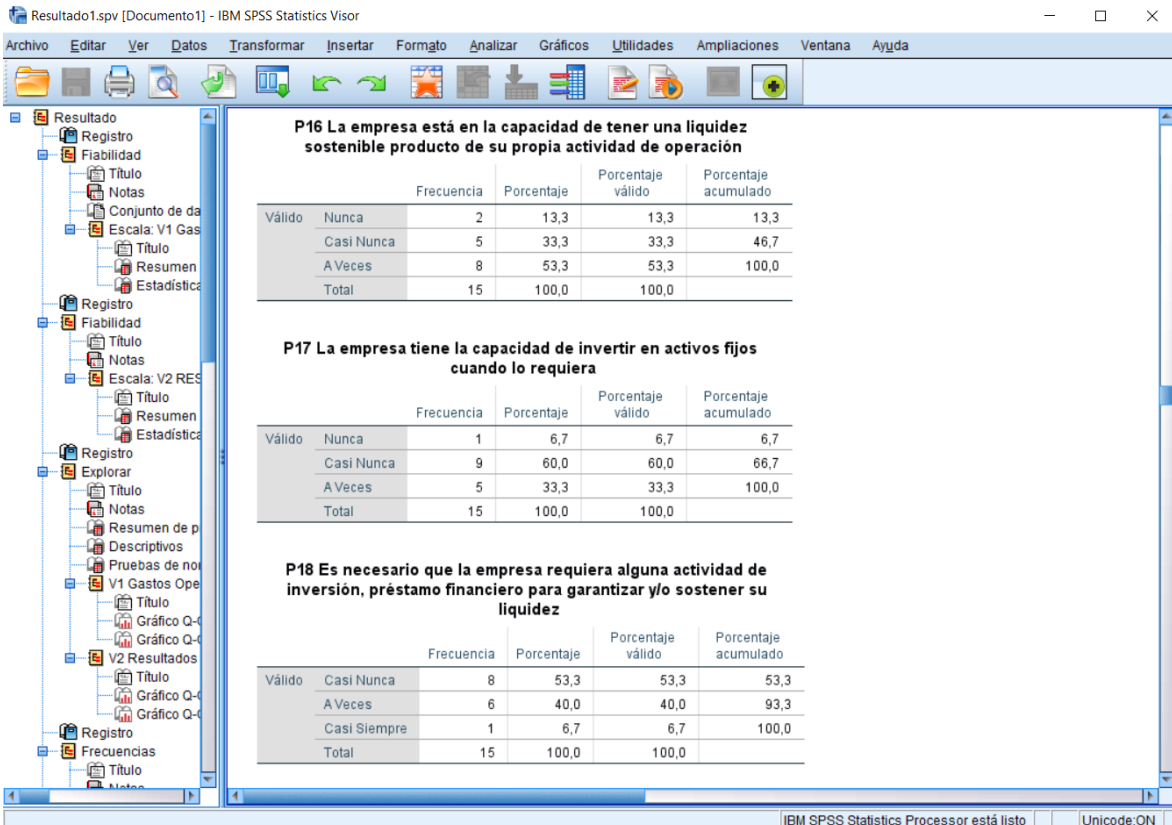 Resultado1.spv [Documento1] - IBM SPSS Statistics Visor
Archivo Editar Ver Datos Transformar Insertar Formato Analizar Gráficos Utilidades Ampliaciones Ventana Ayuda
Resultado
Registro
Fiabilidad
Título
Notas
Conjunto de da
Escala: V1 Gas
Título
Resumen
Estadística
Registro
Fiabilidad
Título
Notas
Escala: V2 RES
Título
Resumen
Estadística
Registro
Explorar
Título
Notas
Resumen de p
Descriptivos
Pruebas de nor
V1 Gastos Ope
Título
Gráfico Q-
Gráfico Q-
V2 Resultados
Título
Gráfico Q-
Gráfico Q-
Registro
Frecuencias
Título
Notas
P16 La empresa está en la capacidad de tener una liquidez
sostenible producto de su propia actividad de operación
Frecuencia Porcentaje Porcentaje válido Porcentaje acumulado
Válido Nunca 2 13,3 13,3 13,3
Casi Nunca 5 33,3 33,3 46,7
A Veces 8 53,3 53,3 100,0
Total 15 100,0 100,0
P17 La empresa tiene la capacidad de invertir en activos fijos
cuando lo requiera
Frecuencia Porcentaje Porcentaje válido Porcentaje acumulado
Válido Nunca 1 6,7 6,7 6,7
Casi Nunca 9 60,0 60,0 66,7
A Veces 5 33,3 33,3 100,0
Total 15 100,0 100,0
P18 Es necesario que la empresa requiera alguna actividad de
inversión, préstamo financiero para garantizar y/o sostener su
liquidez
Frecuencia Porcentaje Porcentaje válido Porcentaje acumulado
Válido Casi Nunca 8 53,3 53,3 53,3
A Veces 6 40,0 40,0 93,3
Casi Siempre 1 6,7 6,7 100,0
Total 15 100,0 100,0
IBM SPSS Statistics Processor está listo Unicode:ON